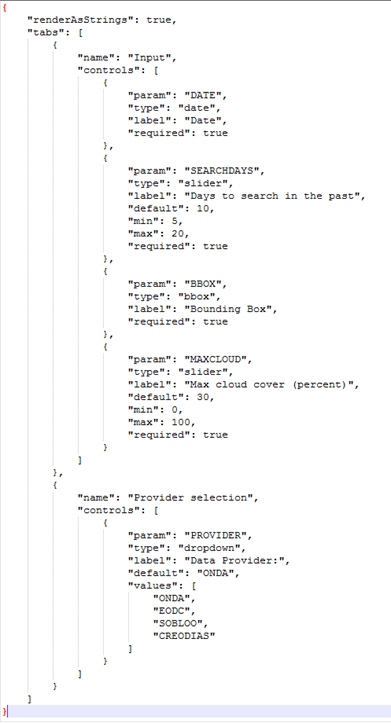 {
    "renderAsStrings": true,
    "tabs": [
        {
            "name": "Input",
            "controls": [
                {
                    "param": "DATE",
                    "type": "date",
                    "label": "Date",
                    "required": true
                },
                {
                    "param": "SEARCHDAYS",
                    "type": "slider",
                    "label": "Days to search in the past",
                    "default": 10,
                    "min": 5,
                    "max": 20,
                    "required": true
                },
                {
                    "param": "BBOX",
                    "type": "bbox",
                    "label": "Bounding Box",
                    "required": true
                },
                {
                    "param": "MAXCLOUD",
                    "type": "slider",
                    "label": "Max cloud cover (percent)",
                    "default": 30,
                    "min": 0,
                    "max": 100,
                    "required": true
                }
            ]
        },
        {
            "name": "Provider selection",
            "controls": [
                {
                    "param": "PROVIDER",
                    "type": "dropdown",
                    "label": "Data Provider:",
                    "default": "ONDA",
                    "values": [
                        "ONDA",
                        "EODC",
                        "SOBLOO",
                        "CREODIAS"
                    ]
                }
            ]
        }
    ]
}